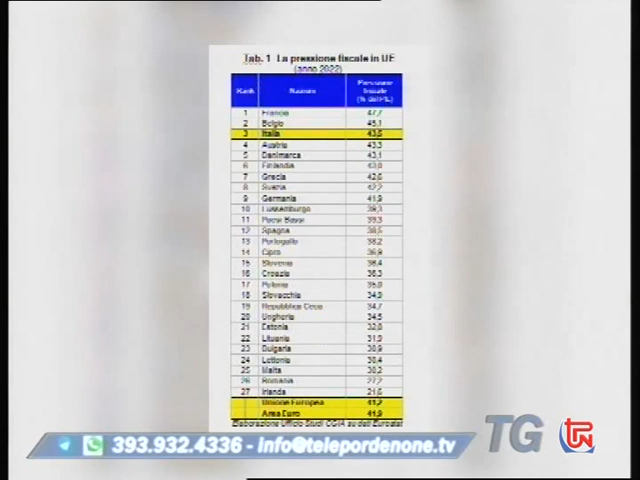 Tab. 1 La pressione fiscale in UE
(anno 2022)
Rank Nazioni Pressione fiscale (% del PIL)
1 Francia 47,7
2 Belgio 45,1
3 Italia 43,5
4 Austria 43,3
5 Danimarca 43,1
6 Finlandia 43,0
7 Grecia 42,6
8 Svezia 42,2
9 Germania 41,9
10 Lussemburgo 39,3
11 Paesi Bassi 39,3
12 Spagna 38,5
13 Portogallo 38,2
14 Cipro 36,9
15 Slovenia 38,4
16 Croazia 36,3
17 Polonia 35,0
18 Slovacchia 34,9
19 Repubblica Ceca 34,7
20 Ungheria 34,5
21 Estonia 32,8
22 Lituania 31,9
23 Bulgaria 30,9
24 Lettonia 30,4
25 Malta 30,2
26 Romania 27,2
27 Irlanda 21,6
Unione Europea 41,2
Area Euro 41,9
Elaborazione Ufficio Studi CGIA su dati Eurostat
393.932.4336 - info@telepordenone.tv
TG
TPN